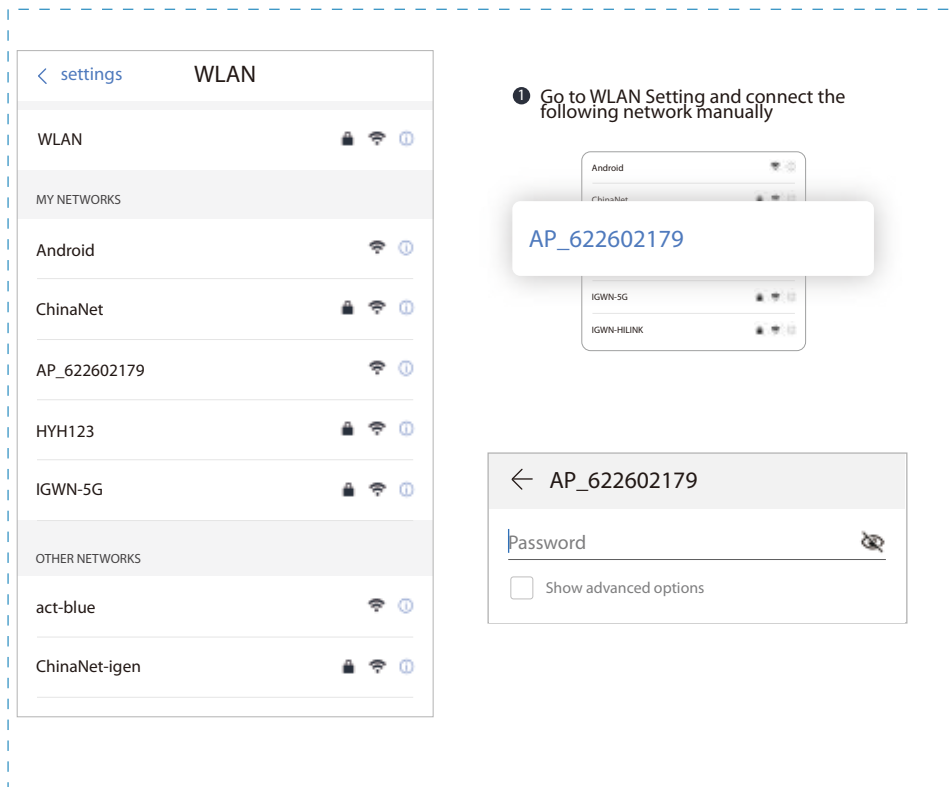 settings WLAN
WLAN
MY NETWORKS
Android
ChinaNet
AP_622602179
HYH123
IGWN-5G
OTHER NETWORKS
act-blue
ChinaNet-igen
1 Go to WLAN Setting and connect the
following network manually
Android
ChinaNet
AP_622602179
IGWN-5G
IGWN-HILINK
AP_622602179
Password
Show advanced options